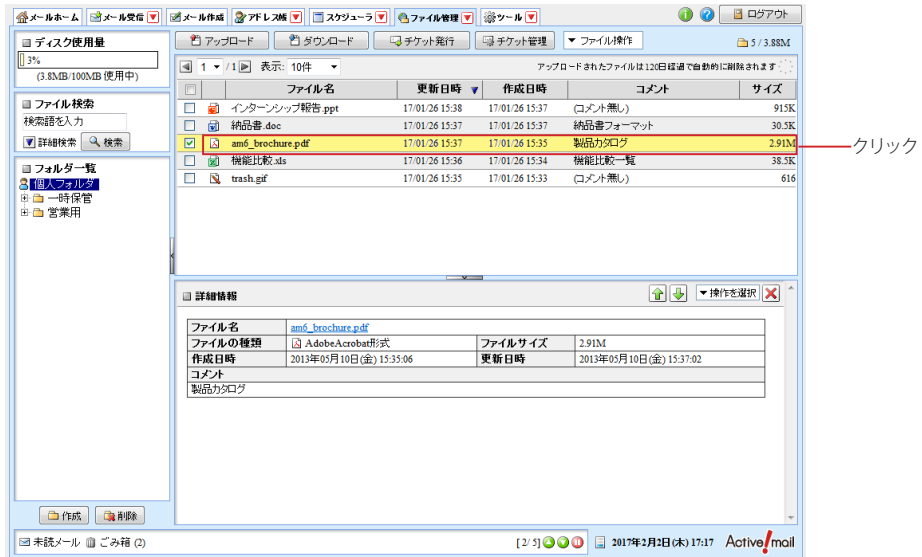 メールホーム メール受信 メール作成 アドレス帳 スケジューラ ファイル管理 ツール ログアウト
ディスク使用量
3%
(3.8MB/100MB 使用中)
ファイル検索
検索語を入力
詳細検索 検索
フォルダ一覧
個人フォルダ
一時保管
営業用
作成 削除
アップロード ダウンロード チケット発行 チケット管理 ▼ ファイル操作 5 / 3.88M
1 / 1 表示: 10件 アップロードされたファイルは120日経過で自動的に削除されます
ファイル名 更新日時 ▼ 作成日時 コメント サイズ
インターンシップ報告.ppt 17/01/26 15:38 17/01/26 15:37 (コメント無し) 915K
納品書.doc 17/01/26 15:37 17/01/26 15:37 納品書フォーマット 30.5K
am6_brochure.pdf 17/01/26 15:37 17/01/26 15:35 製品カタログ 2.91M
機能比較.xls 17/01/26 15:36 17/01/26 15:34 機能比較一覧 38.5K
trash.gif 17/01/26 15:35 17/01/26 15:33 (コメント無し) 616
クリック
詳細情報 ▼操作を選択
ファイル名 am6_brochure.pdf
ファイルの種類 AdobeAcrobat形式 ファイルサイズ 2.91M
作成日時 2013年05月10日(金) 15:35:06 更新日時 2013年05月10日(金) 15:37:02
コメント
製品カタログ
未読メール ごみ箱 (2) [2/ 5] 2017年2月2日(木) 17:17 Active! mail